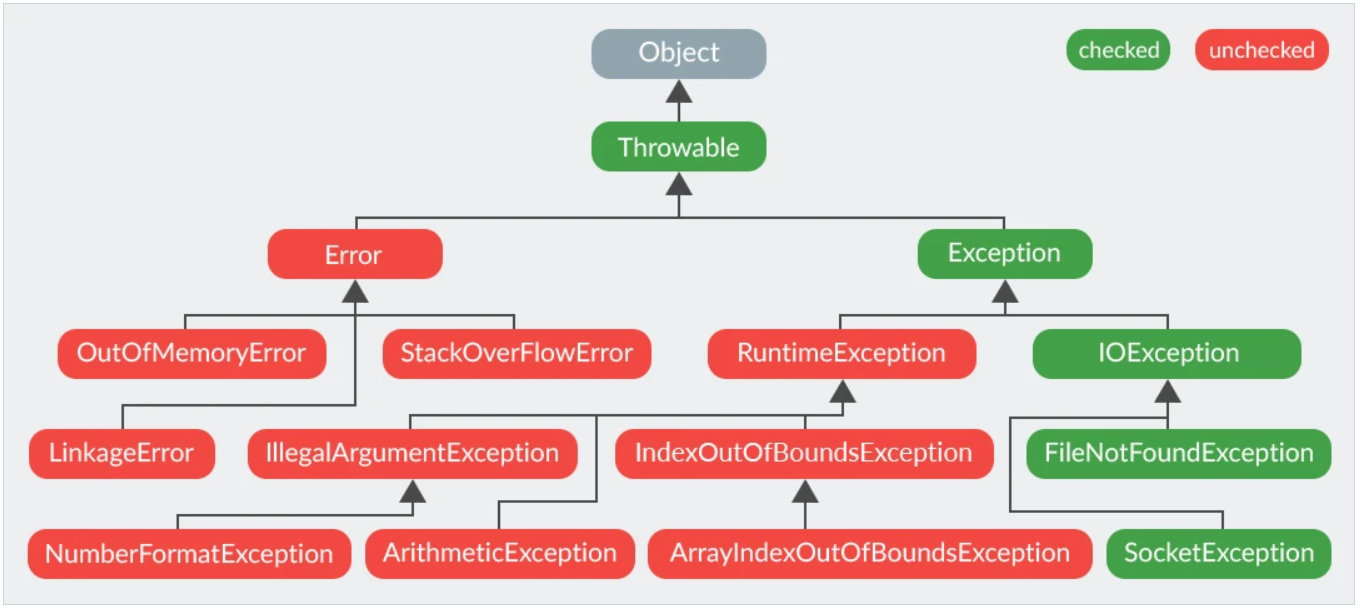 Object
checked
unchecked
Throwable
Error
Exception
OutOfMemoryError
StackOverFlowError
RuntimeException
IOException
LinkageError
IllegalArgumentException
IndexOutOfBoundsException
FileNotFoundException
NumberFormatException
ArithmeticException
ArrayIndexOutOfBoundsException
SocketException